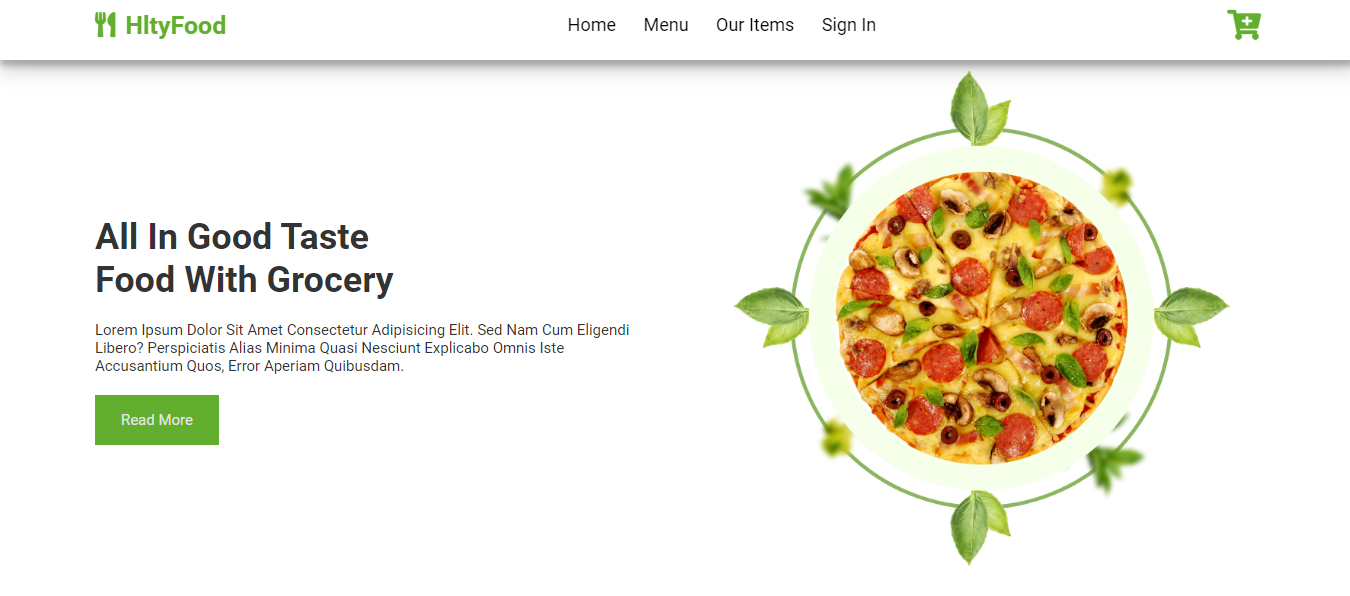 HltyFood
Home Menu Our Items Sign In
All In Good Taste
Food With Grocery
Lorem Ipsum Dolor Sit Amet Consectetur Adipisicing Elit. Sed Nam Cum Eligendi
Libero? Perspiciatis Alias Minima Quasi Nesciunt Explicabo Omnis Iste
Accusantium Quos, Error Aperiam Quibusdam.
Read More